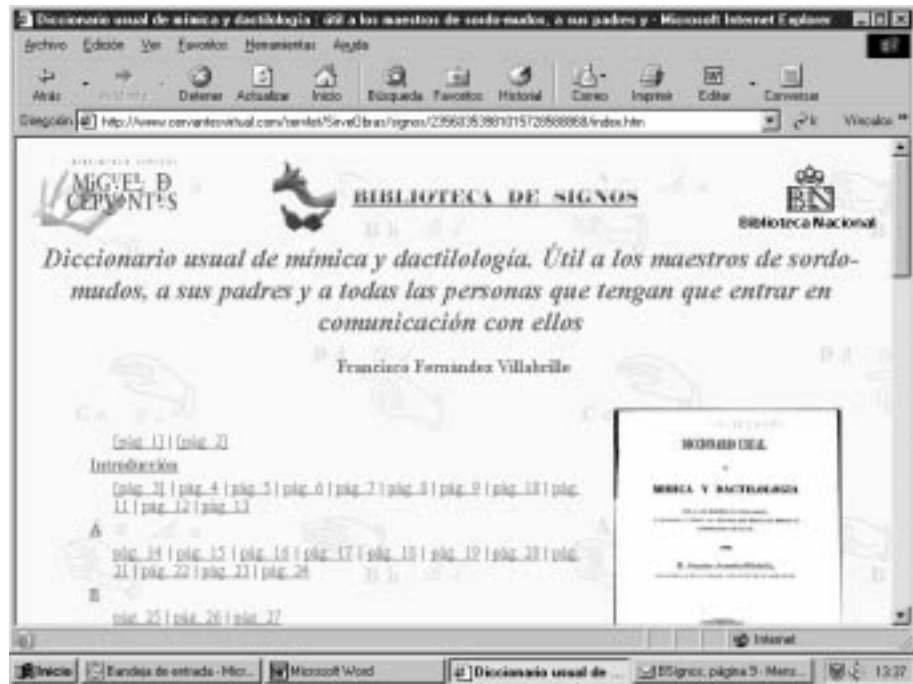 Diccionario usual de mímica y dactilología : útil a los maestros de sordo-mudos, a sus padres y - Microsoft Internet Explorer
Archivo Edición Ver Favoritos Herramientas Ayuda
Atrás Detener Actualizar Inicio Búsqueda Favoritos Historial Correo Imprimir Editar Conversar
Dirección http://www.cervantesvirtual.com/servlet/SirveObras/signos/ /index.htm Ir Vínculos
BIBLIOTECA VIRTUAL
MiGVEL D
CERVANTES
BIBLIOTECA DE SIGNOS
BN
Biblioteca Nacional
Diccionario usual de mímica y dactilología. Útil a los maestros de sordo-
mudos, a sus padres y a todas las personas que tengan que entrar en
comunicación con ellos
Francisco Fernández Villabrille
[pág. 1] | [pág. 2]
Introducción
[pág. 3] | pág. 4 | pág. 5 | pág. 6 | pág. 7 | pág. 8 | pág. 9 | pág. 10 | pág.
11 | pág. 12 | pág. 13
A
pág. 14 | pág. 15 | pág. 16 | pág. 17 | pág. 18 | pág. 19 | pág. 20 | pág.
21 | pág. 22 | pág. 23 | pág. 24
B
pág. 25 | pág. 26 | pág. 27
DICCIONARIO USUAL
MIMICA Y DACTILOLOGIA
Internet
Inicio Bandeja de entrada - Micr... Microsoft Word Diccionario usual de ... BSignos: página 9 - Mens... 13:37